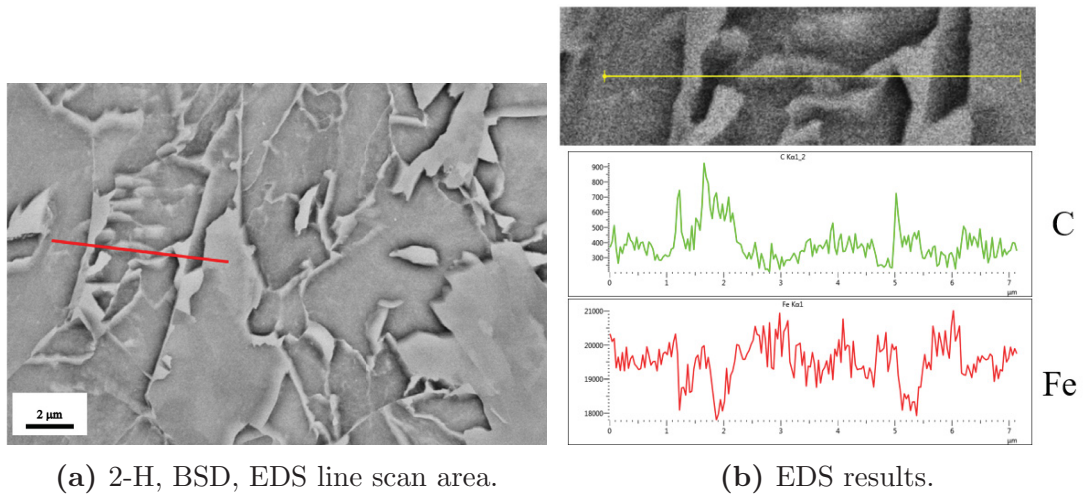 2 μm
C Kα1_2
900
800
700
600
500
400
300
0 1 2 3 4 5 6 7
μm
C
Fe Kα1
21000
20000
19000
18000
0 1 2 3 4 5 6 7
μm
Fe
(a) 2-H, BSD, EDS line scan area.
(b) EDS results.